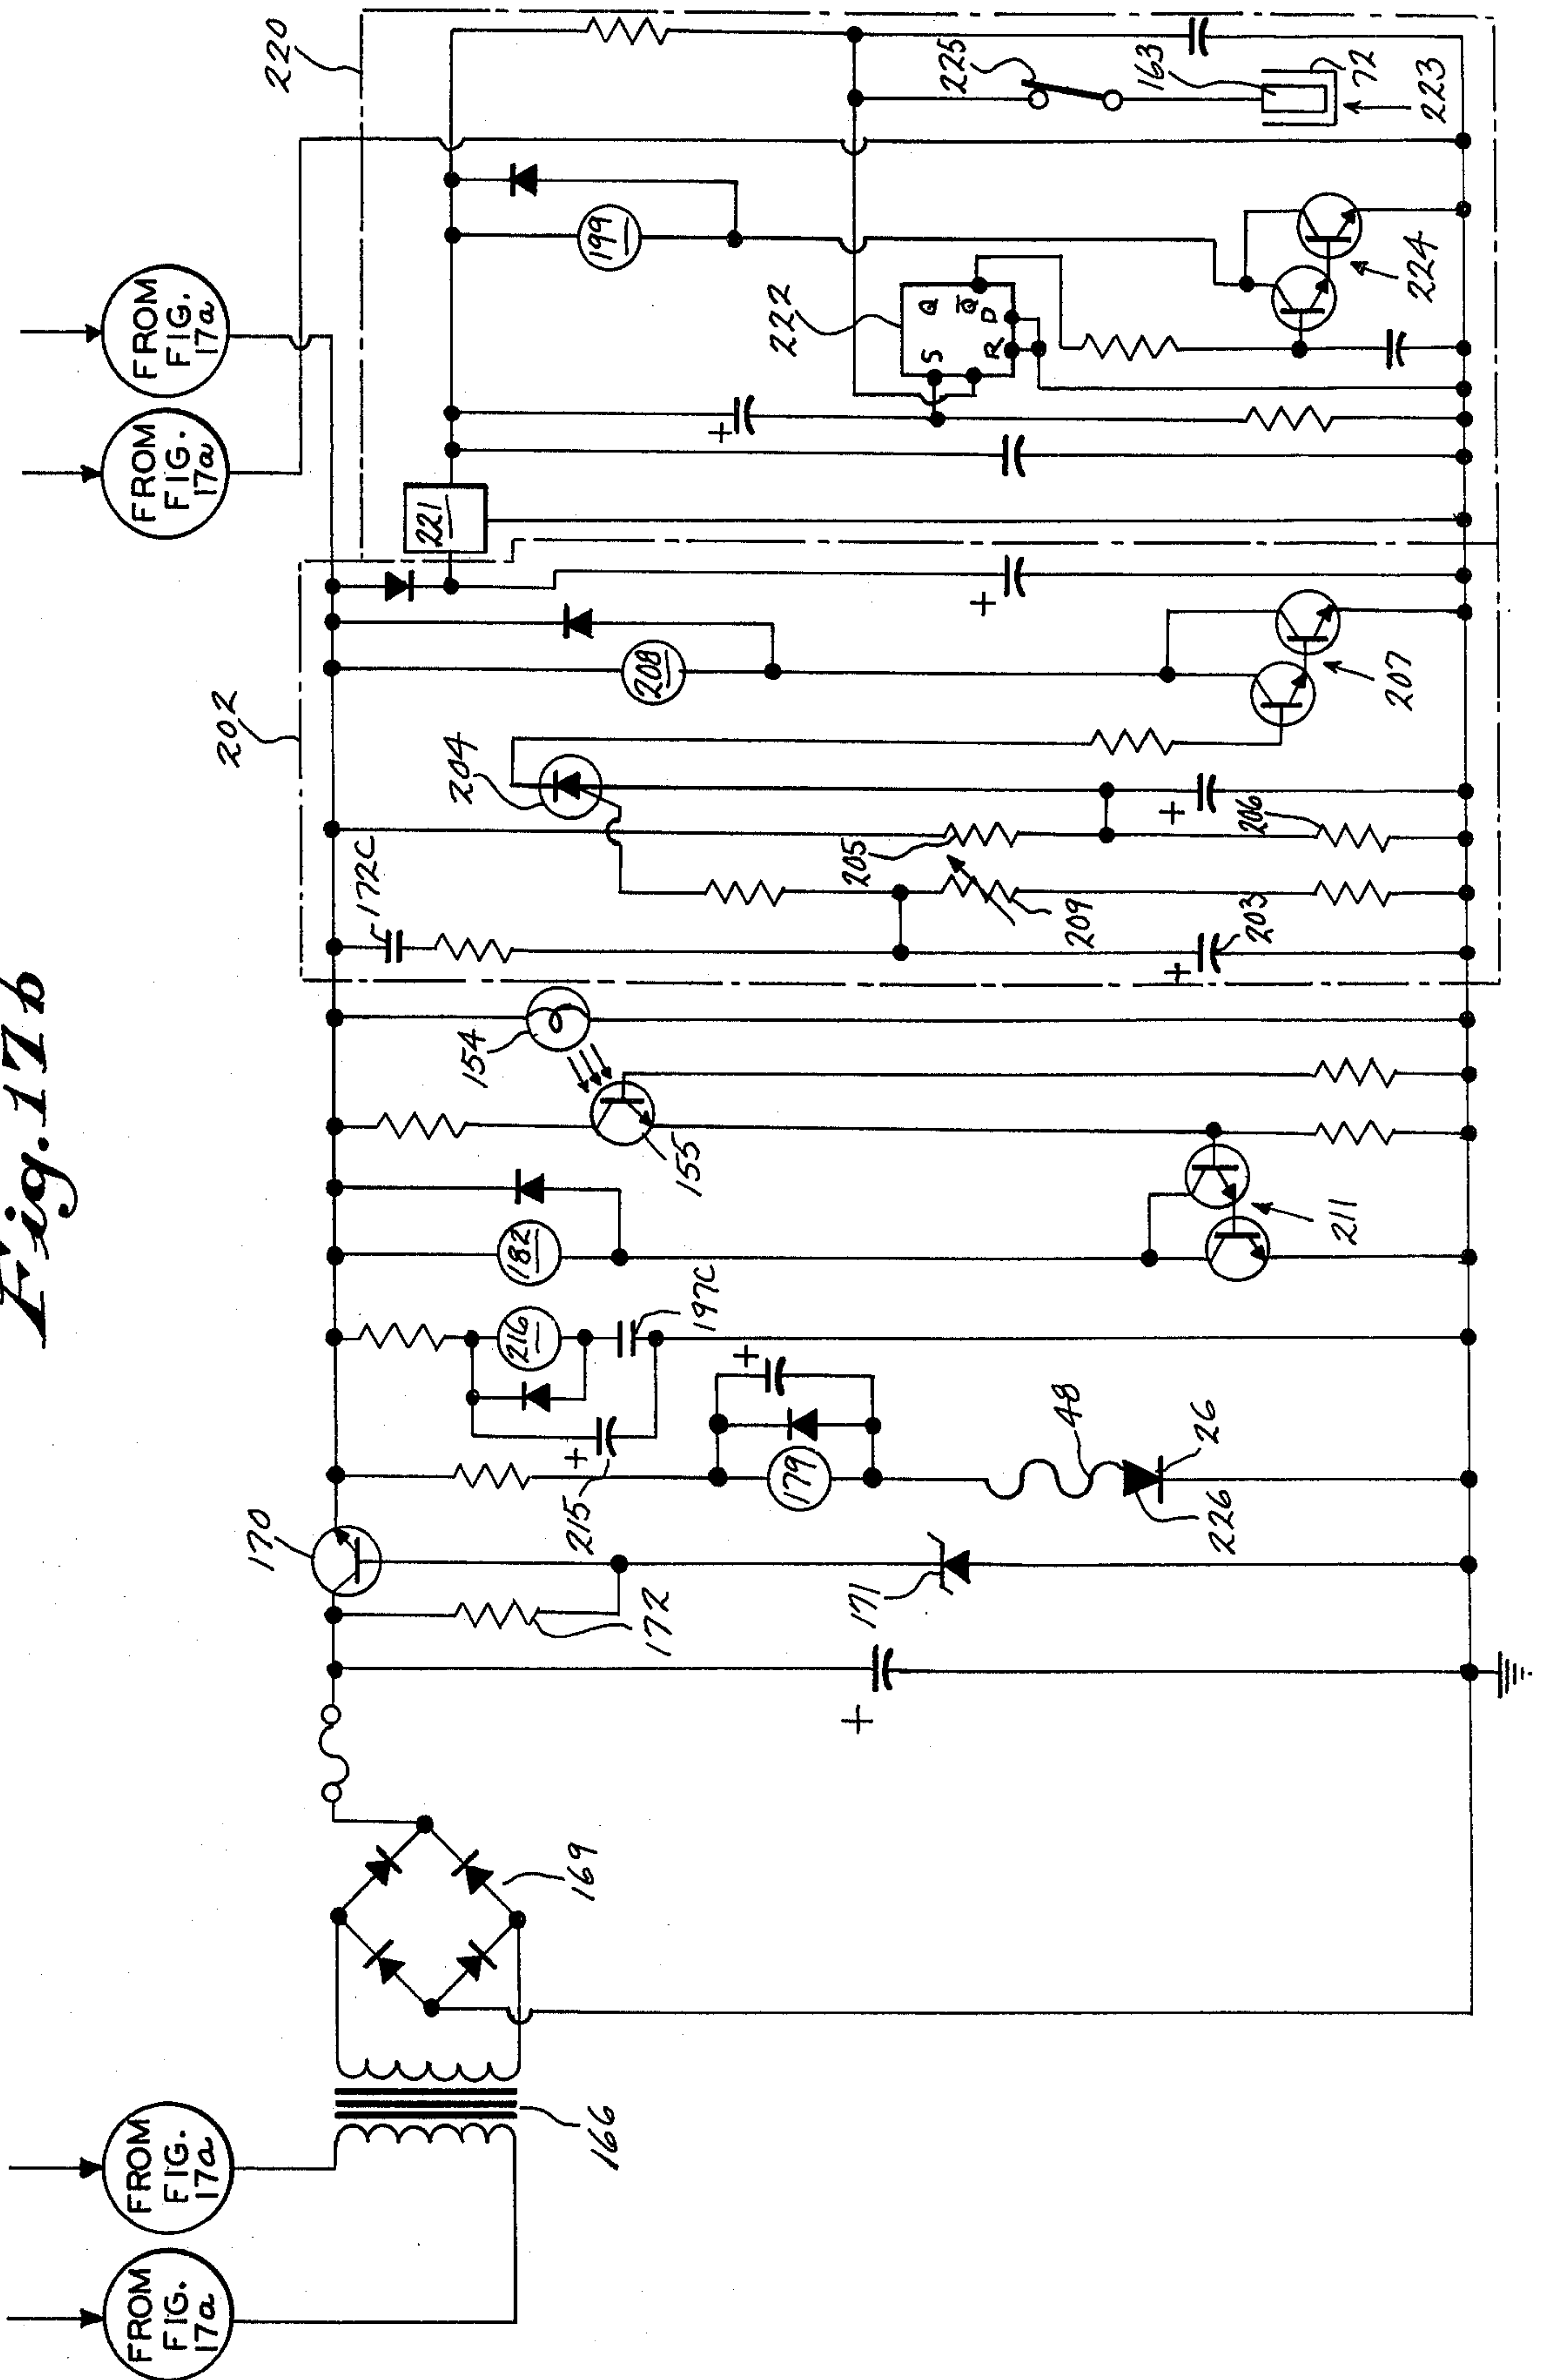 Fig. 17b
FROM
FIG.
17a
FROM
FIG.
17a
FROM
FIG.
17a
FROM
FIG.
17a
166
169
170
172
171
215
216
197C
179
48
26
226
182
211
154
155
202
172C
204
205
209
203
206
208
207
220
221
222
S
Q
Q̅
R
D
199
224
225
163
72
223
+
+
+
+
+
+
+